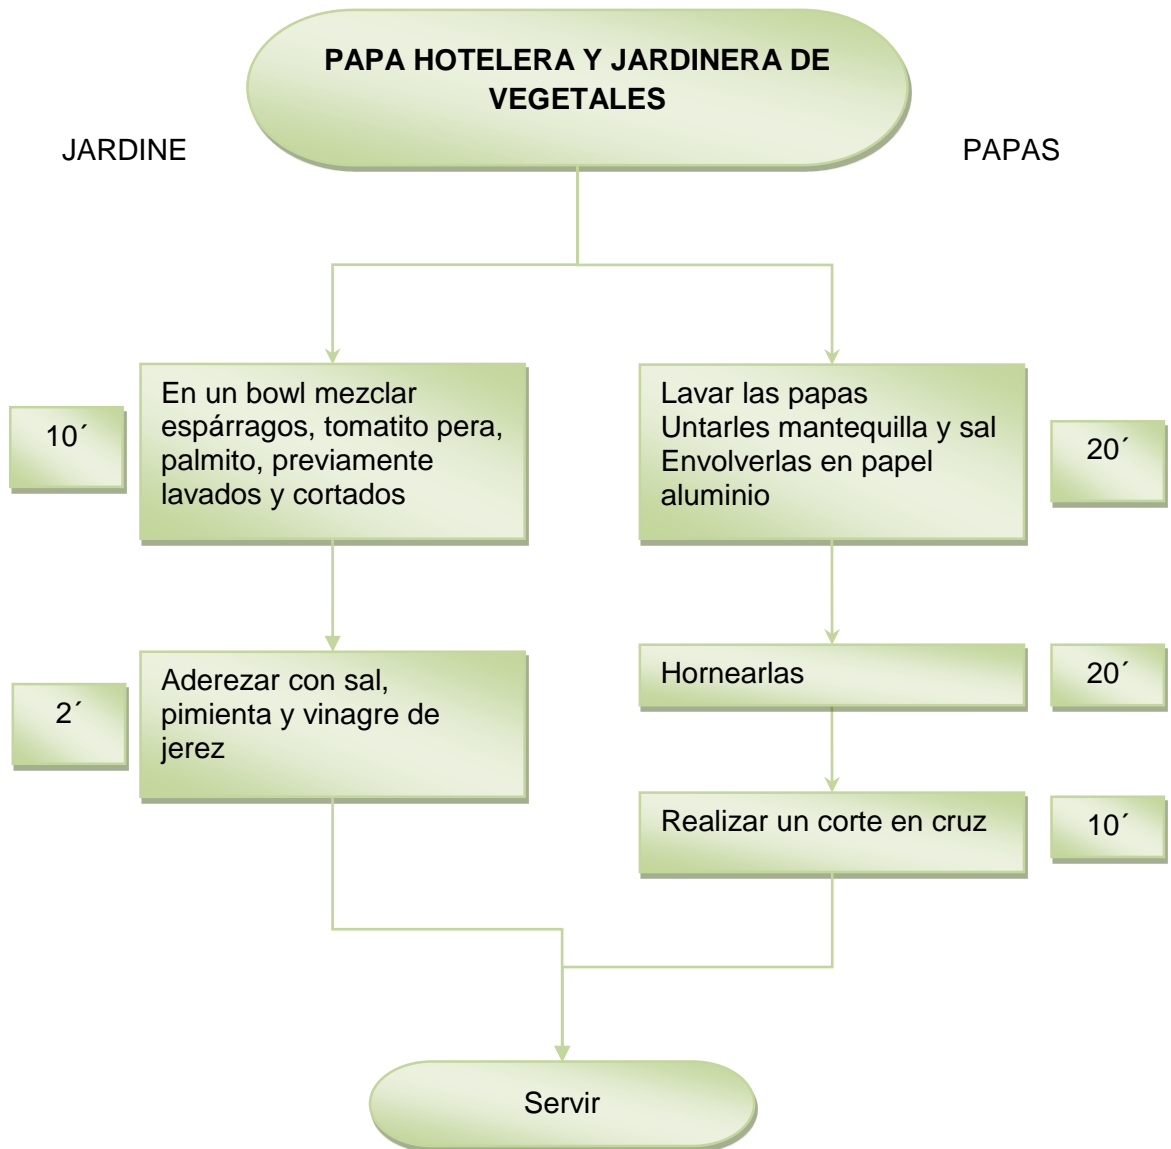 PAPA HOTELERA Y JARDINERA DE
VEGETALES
JARDINE
PAPAS
10´
En un bowl mezclar
espárragos, tomatito pera,
palmito, previamente
lavados y cortados
Lavar las papas
Untarles mantequilla y sal
Envolverlas en papel
aluminio
20´
2´
Aderezar con sal,
pimienta y vinagre de
jerez
Hornearlas
20´
Realizar un corte en cruz
10´
Servir